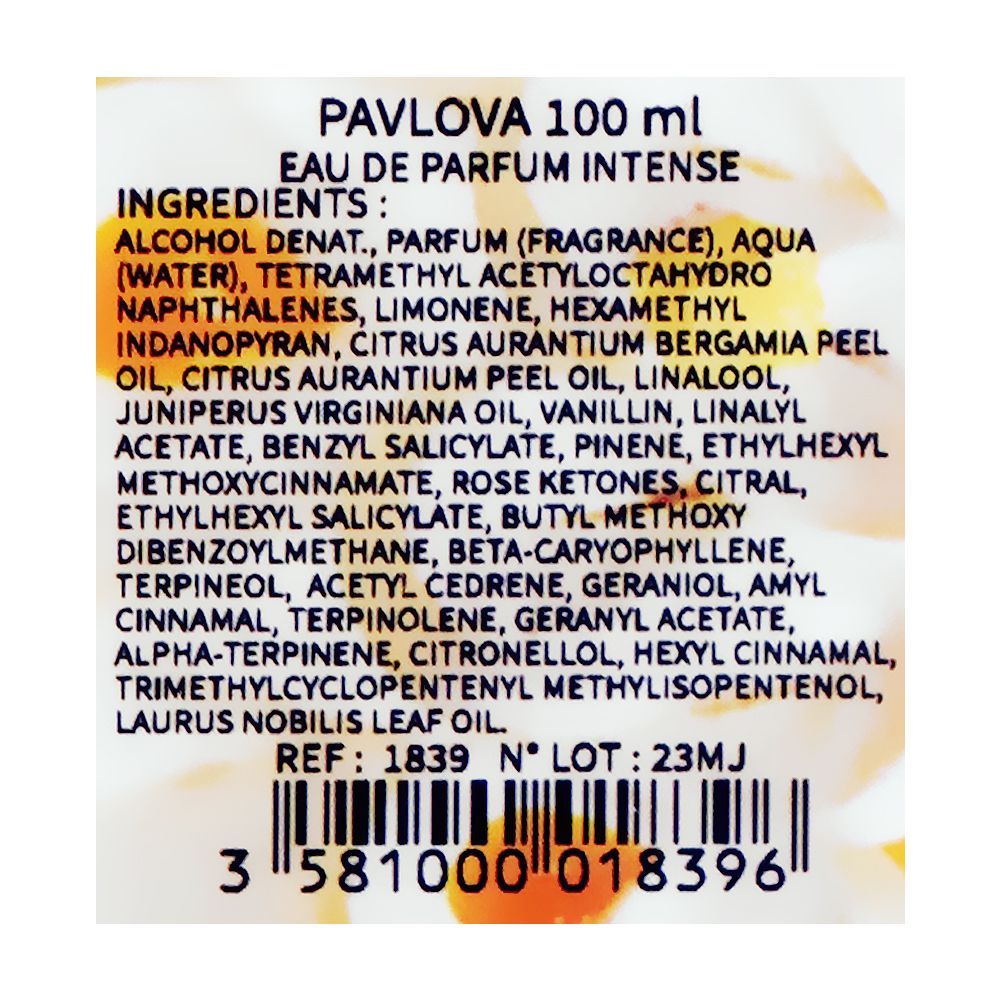 PAVLOVA 100 ml
EAU DE PARFUM INTENSE
INGREDIENTS :
ALCOHOL DENAT., PARFUM (FRAGRANCE), AQUA
(WATER), TETRAMETHYL ACETYLOCTAHYDRO
NAPHTHALENES, LIMONENE, HEXAMETHYL
INDANOPYRAN, CITRUS AURANTIUM BERGAMIA PEEL
OIL, CITRUS AURANTIUM PEEL OIL, LINALOOL,
JUNIPERUS VIRGINIANA OIL, VANILLIN, LINALYL
ACETATE, BENZYL SALICYLATE, PINENE, ETHYLHEXYL
METHOXYCINNAMATE, ROSE KETONES, CITRAL,
ETHYLHEXYL SALICYLATE, BUTYL METHOXY
DIBENZOYLMETHANE, BETA-CARYOPHYLLENE,
TERPINEOL, ACETYL CEDRENE, GERANIOL, AMYL
CINNAMAL, TERPINOLENE, GERANYL ACETATE,
ALPHA-TERPINENE, CITRONELLOL, HEXYL CINNAMAL,
TRIMETHYLCYCLOPENTENYL METHYLISOPENTENOL,
LAURUS NOBILIS LEAF OIL.
REF : 1839 N° LOT : 23MJ
3 581000 018396